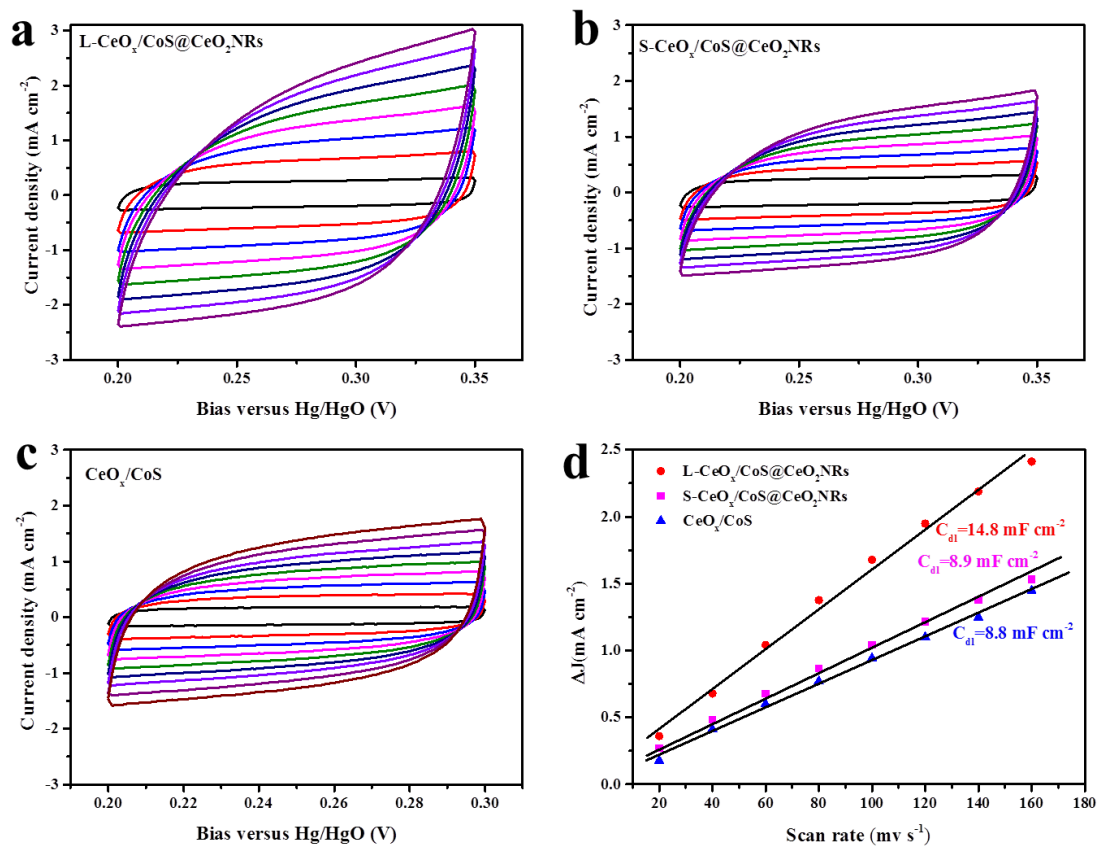 a
L-CeOₓ/CoS@CeO₂NRs
3
2
1
0
-1
-2
-3
Current density (mA cm⁻²)
0.20
0.25
0.30
0.35
Bias versus Hg/HgO (V)
b
S-CeOₓ/CoS@CeO₂NRs
3
2
1
0
-1
-2
-3
Current density (mA cm⁻²)
0.20
0.25
0.30
0.35
Bias versus Hg/HgO (V)
c
CeOₓ/CoS
3
2
1
0
-1
-2
-3
Current density (mA cm⁻²)
0.20
0.22
0.24
0.26
0.28
0.30
Bias versus Hg/HgO (V)
d
L-CeOₓ/CoS@CeO₂NRs
S-CeOₓ/CoS@CeO₂NRs
CeOₓ/CoS
C_dl=14.8 mF cm⁻²
C_dl=8.9 mF cm⁻²
C_dl=8.8 mF cm⁻²
2.5
2.0
1.5
1.0
0.5
0.0
ΔJ(mA cm⁻²)
20
40
60
80
100
120
140
160
180
Scan rate (mv s⁻¹)